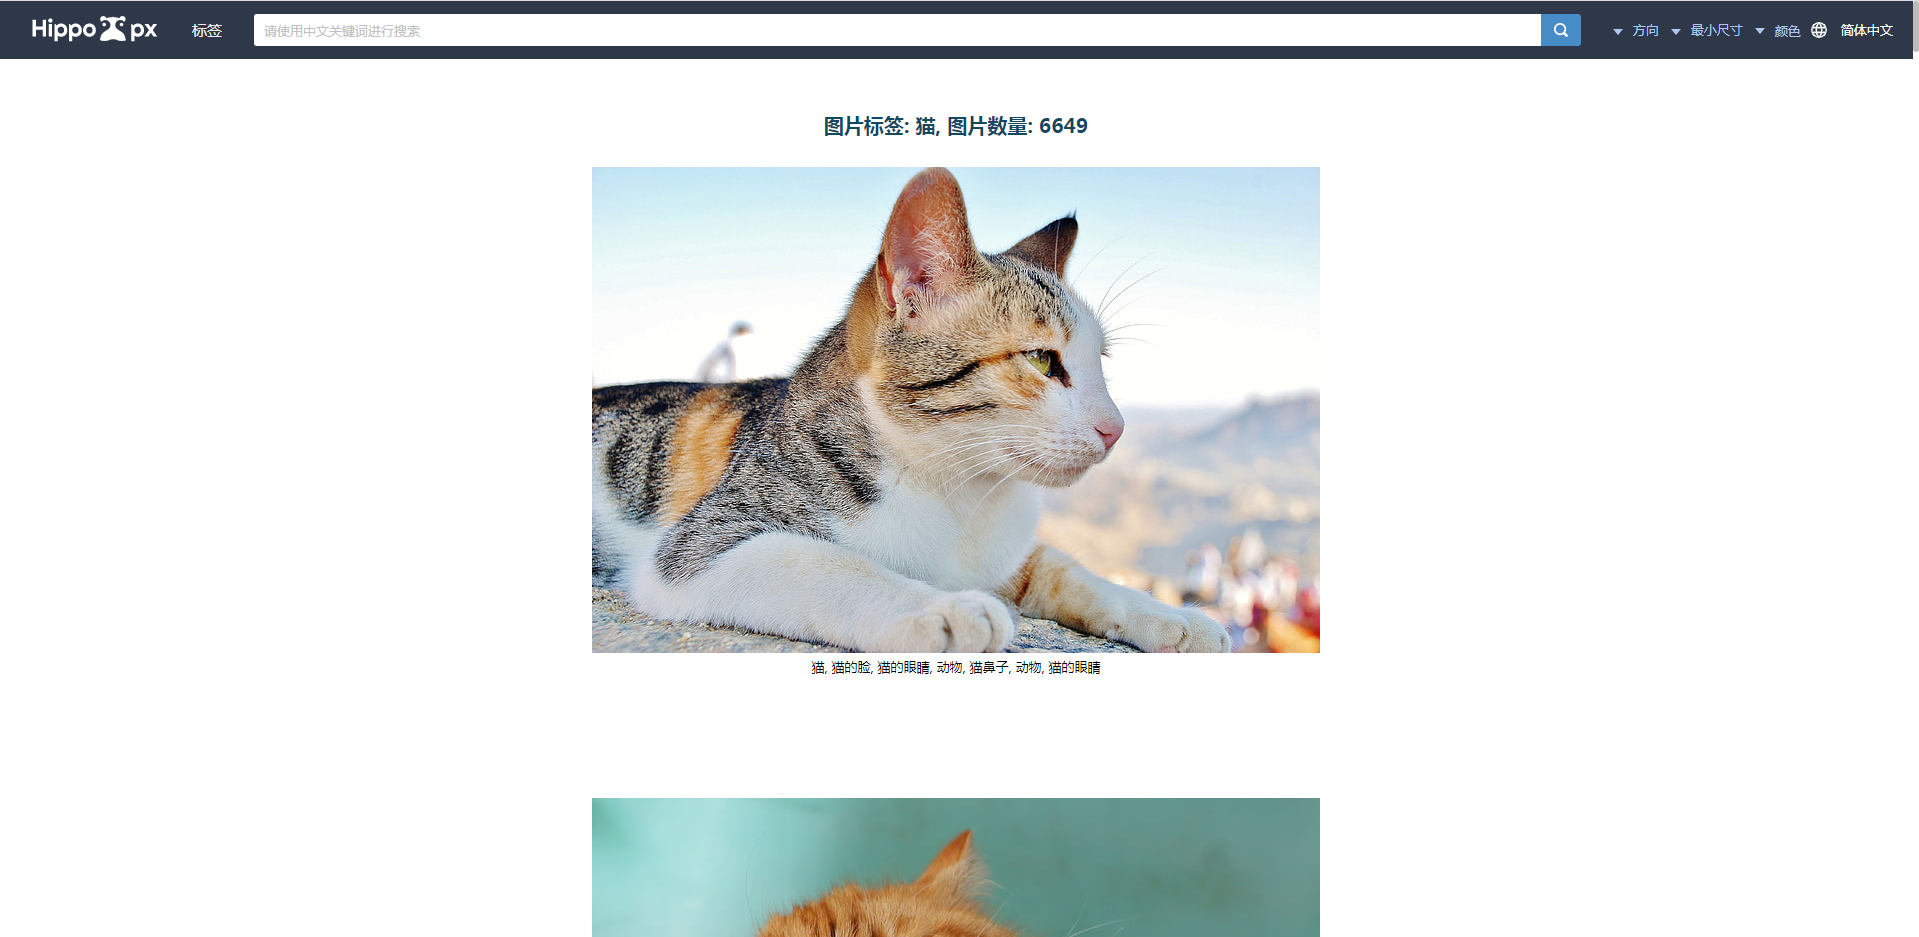 Hippo px 标签 请使用中文关键词进行搜索 方向 最小尺寸 颜色 简体中文
图片标签: 猫, 图片数量: 6649
猫, 猫的脸, 猫的眼睛, 动物, 猫鼻子, 动物, 猫的眼睛